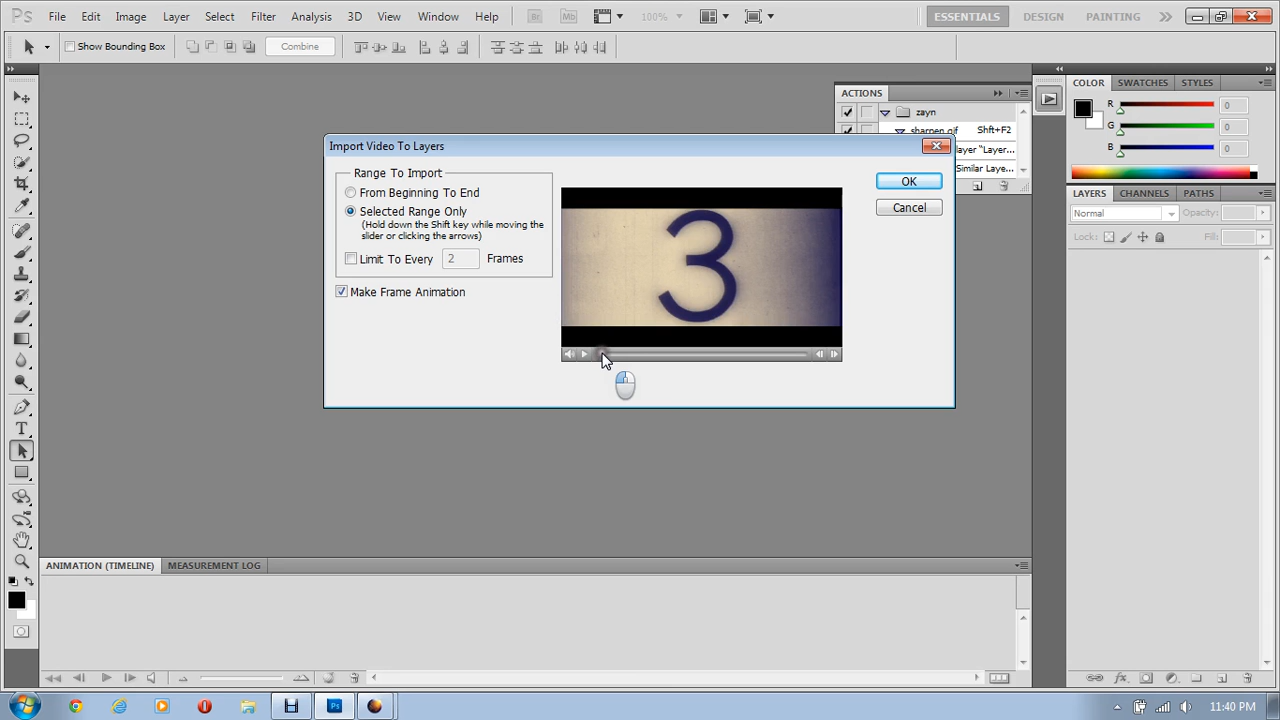 Ps File Edit Image Layer Select Filter Analysis 3D View Window Help Br Mb 100% ESSENTIALS DESIGN PAINTING
Show Bounding Box Combine
COLOR SWATCHES STYLES
ACTIONS
R 0
zayn
G 0
sharpen gif Shft+F2
Import Video To Layers
layer "Layer...
B 0
Similar Laye...
Range To Import
From Beginning To End
OK
LAYERS CHANNELS PATHS
Selected Range Only
(hold down the Shift key while moving the
slider or clicking the arrows)
Cancel
Normal Opacity:
Lock: Fill:
Limit To Every 2 Frames
3
Make Frame Animation
T
ANIMATION (TIMELINE) MEASUREMENT LOG
Ps
11:40 PM